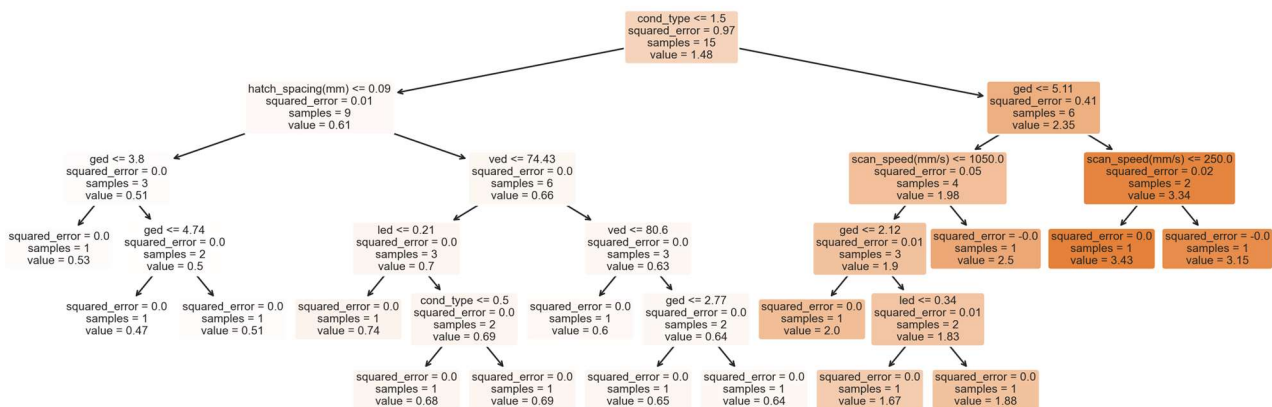 cond_type <= 1.5
squared_error = 0.97
samples = 15
value = 1.48
hatch_spacing(mm) <= 0.09
squared_error = 0.01
samples = 9
value = 0.61
ged <= 5.11
squared_error = 0.41
samples = 6
value = 2.35
ged <= 3.8
squared_error = 0.0
samples = 3
value = 0.51
ved <= 74.43
squared_error = 0.0
samples = 6
value = 0.66
scan_speed(mm/s) <= 1050.0
squared_error = 0.05
samples = 4
value = 1.98
scan_speed(mm/s) <= 250.0
squared_error = 0.02
samples = 2
value = 3.34
squared_error = 0.0
samples = 1
value = 0.53
ged <= 4.74
squared_error = 0.0
samples = 2
value = 0.5
led <= 0.21
squared_error = 0.0
samples = 3
value = 0.7
ved <= 80.6
squared_error = 0.0
samples = 3
value = 0.63
ged <= 2.12
squared_error = 0.01
samples = 3
value = 1.9
squared_error = -0.0
samples = 1
value = 2.5
squared_error = 0.0
samples = 1
value = 3.43
squared_error = -0.0
samples = 1
value = 3.15
squared_error = 0.0
samples = 1
value = 0.47
squared_error = 0.0
samples = 1
value = 0.51
squared_error = 0.0
samples = 1
value = 0.74
cond_type <= 0.5
squared_error = 0.0
samples = 2
value = 0.69
squared_error = 0.0
samples = 1
value = 0.6
ged <= 2.77
squared_error = 0.0
samples = 2
value = 0.64
squared_error = 0.0
samples = 1
value = 2.0
led <= 0.34
squared_error = 0.01
samples = 2
value = 1.83
squared_error = 0.0
samples = 1
value = 0.68
squared_error = 0.0
samples = 1
value = 0.69
squared_error = 0.0
samples = 1
value = 0.65
squared_error = 0.0
samples = 1
value = 0.64
squared_error = 0.0
samples = 1
value = 1.67
squared_error = 0.0
samples = 1
value = 1.88